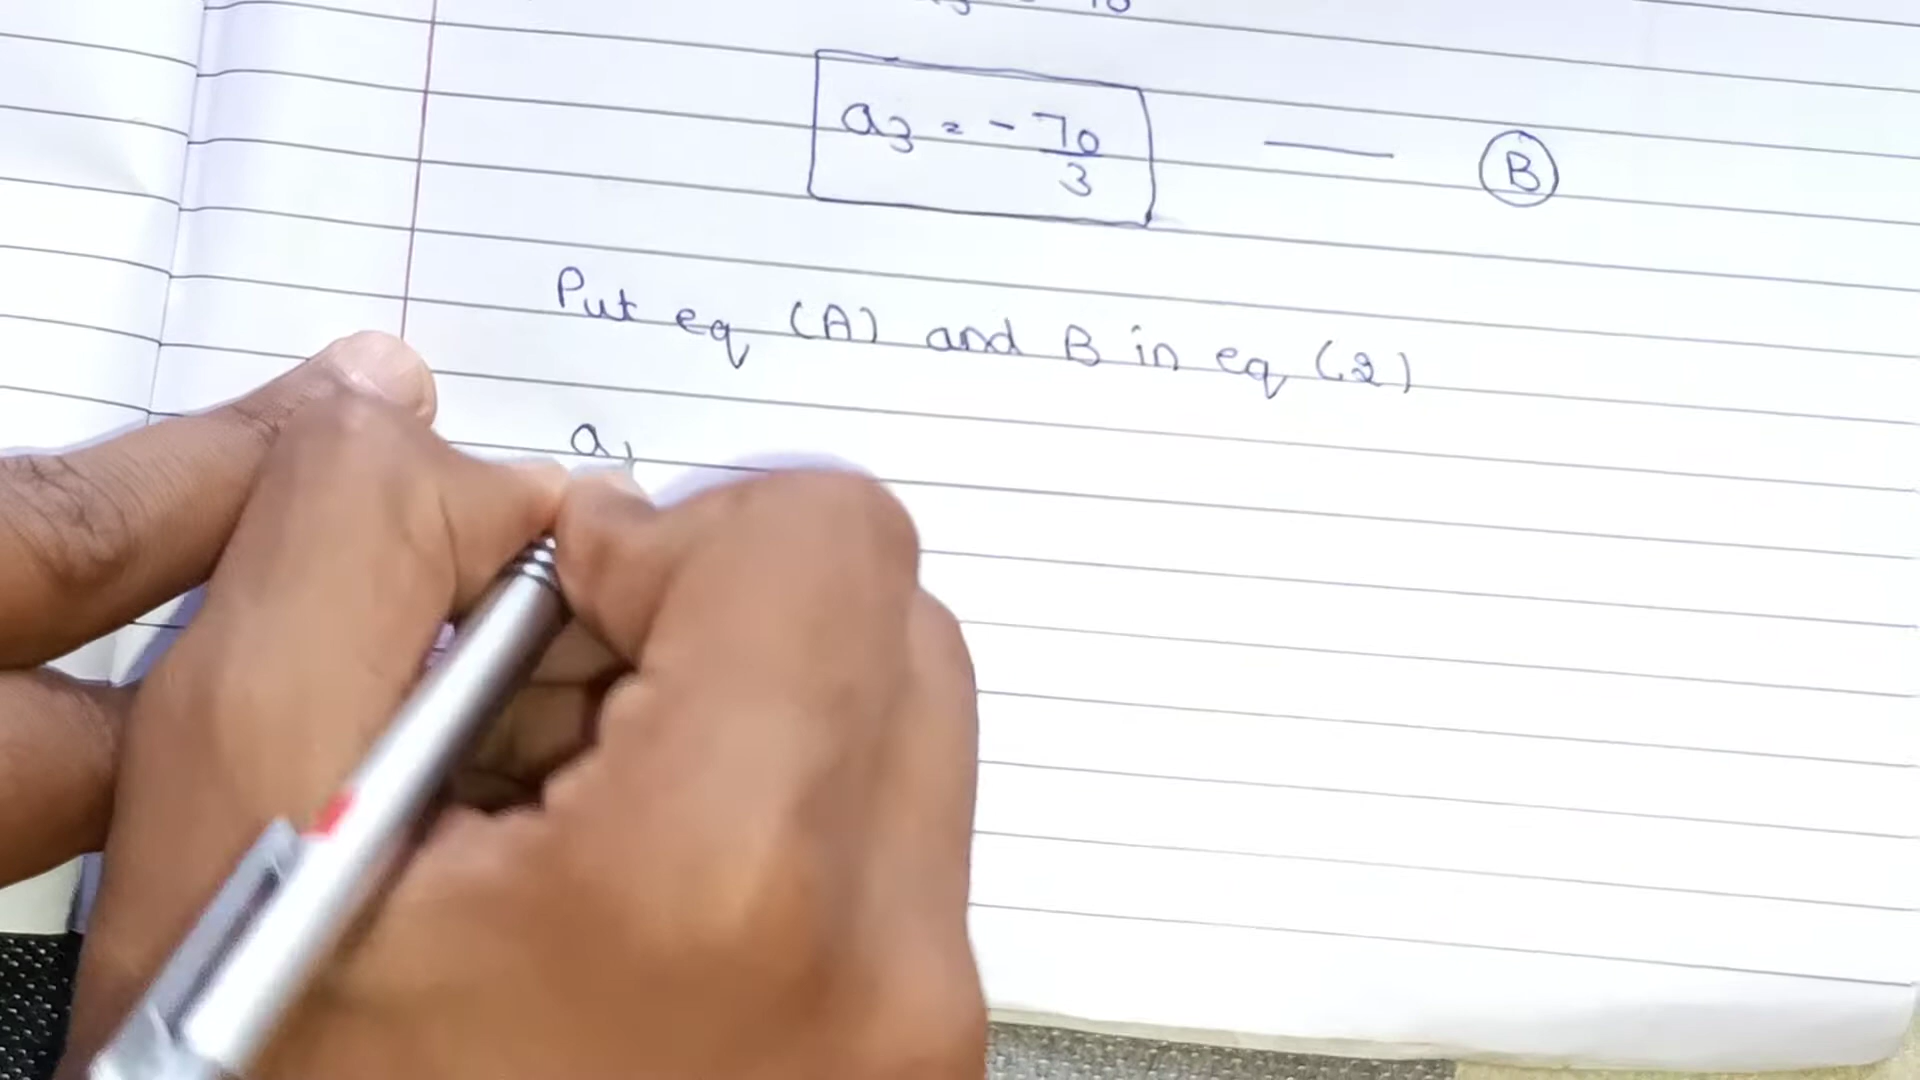 a₃ = -70/3 — (B)
Put eq (A) and B in eq (2)
a₁